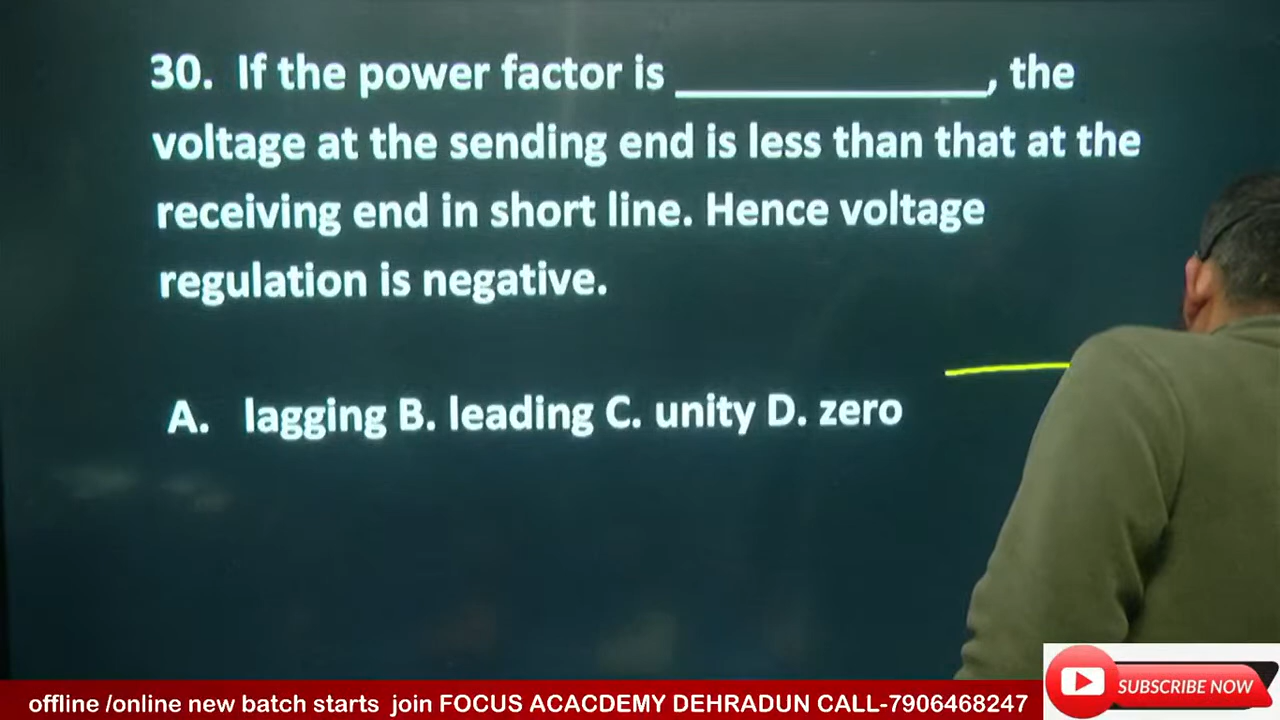 30. If the power factor is ______________, the
voltage at the sending end is less than that at the
receiving end in short line. Hence voltage
regulation is negative.
A. lagging B. leading C. unity D. zero
offline /online new batch starts join FOCUS ACACDEMY DEHRADUN CALL-7906468247
SUBSCRIBE NOW